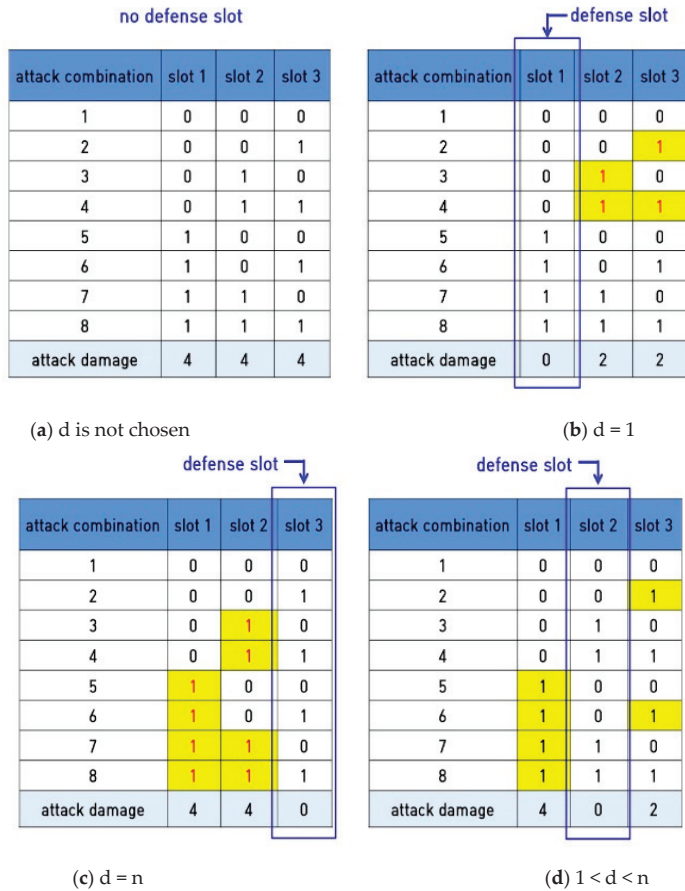 no defense slot
attack combination slot 1 slot 2 slot 3
1 0 0 0
2 0 0 1
3 0 1 0
4 0 1 1
5 1 0 0
6 1 0 1
7 1 1 0
8 1 1 1
attack damage 4 4 4
(a) d is not chosen
defense slot
attack combination slot 1 slot 2 slot 3
1 0 0 0
2 0 0 1
3 0 1 0
4 0 1 1
5 1 0 0
6 1 0 1
7 1 1 0
8 1 1 1
attack damage 0 2 2
(b) d = 1
defense slot
attack combination slot 1 slot 2 slot 3
1 0 0 0
2 0 0 1
3 0 1 0
4 0 1 1
5 1 0 0
6 1 0 1
7 1 1 0
8 1 1 1
attack damage 4 4 0
(c) d = n
defense slot
attack combination slot 1 slot 2 slot 3
1 0 0 0
2 0 0 1
3 0 1 0
4 0 1 1
5 1 0 0
6 1 0 1
7 1 1 0
8 1 1 1
attack damage 4 0 2
(d) 1 < d < n